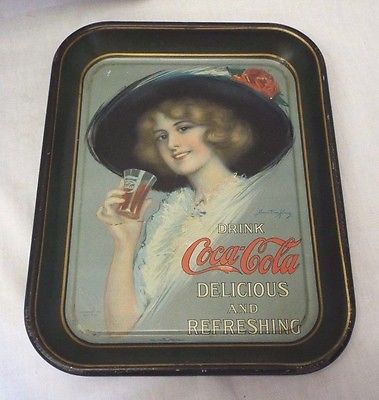 DRINK
Coca-Cola
DELICIOUS
AND
REFRESHING